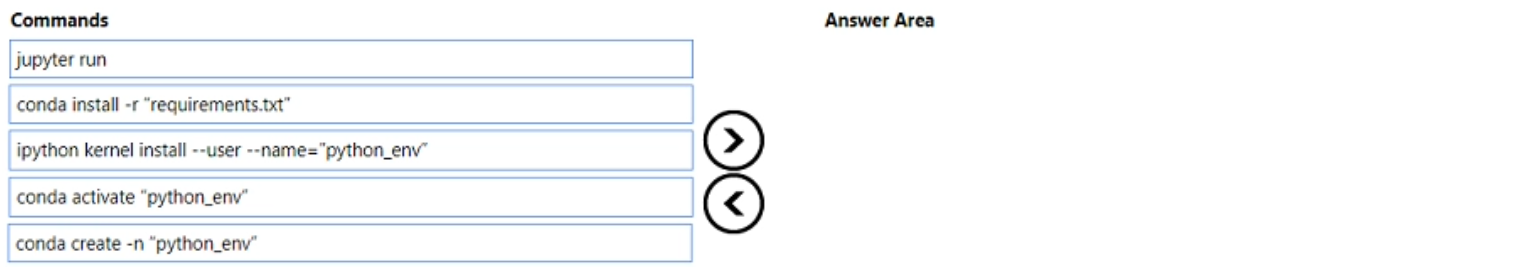 Commands
Answer Area
jupyter run
conda install -r "requirements.txt"
ipython kernel install --user --name="python_env"
conda activate "python_env"
conda create -n "python_env"